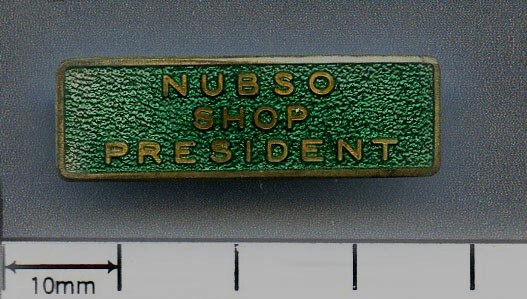 NUBSO
SHOP
PRESIDENT
10mm